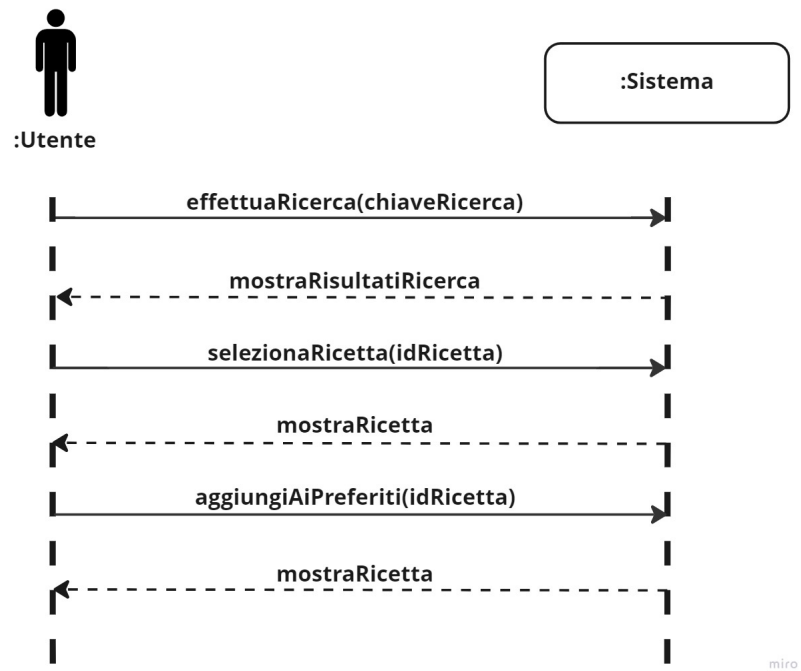 :Utente
:Sistema
effettuaRicerca(chiaveRicerca)
mostraRisultatiRicerca
selezionaRicetta(idRicetta)
mostraRicetta
aggiungiAiPreferiti(idRicetta)
mostraRicetta
miro